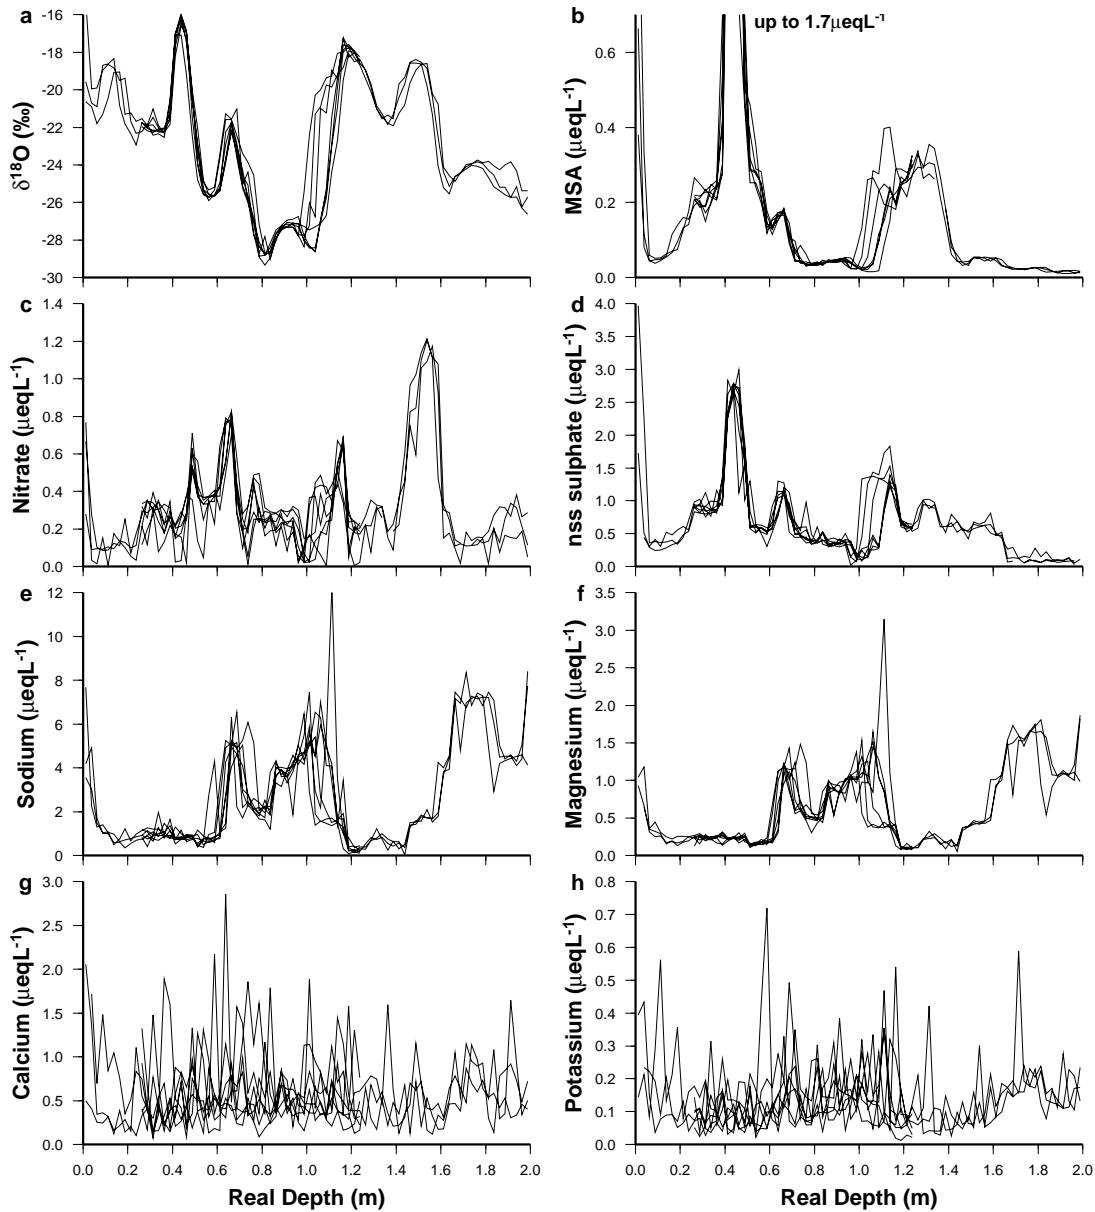 a
-16
-18
-20
-22
-24
-26
-28
-30
δ18O (‰)
b
up to 1.7μeqL-1
0.6
0.4
0.2
0.0
MSA (μeqL-1)
c
1.4
1.2
1.0
0.8
0.6
0.4
0.2
0.0
Nitrate (μeqL-1)
d
4.0
3.5
3.0
2.5
2.0
1.5
1.0
0.5
0.0
nss sulphate (μeqL-1)
e
12
10
8
6
4
2
0
Sodium (μeqL-1)
f
3.5
3.0
2.5
2.0
1.5
1.0
0.5
0.0
Magnesium (μeqL-1)
g
3.0
2.5
2.0
1.5
1.0
0.5
0.0
Calcium (μeqL-1)
0.0 0.2 0.4 0.6 0.8 1.0 1.2 1.4 1.6 1.8 2.0
Real Depth (m)
h
0.8
0.7
0.6
0.5
0.4
0.3
0.2
0.1
0.0
Potassium (μeqL-1)
0.0 0.2 0.4 0.6 0.8 1.0 1.2 1.4 1.6 1.8 2.0
Real Depth (m)